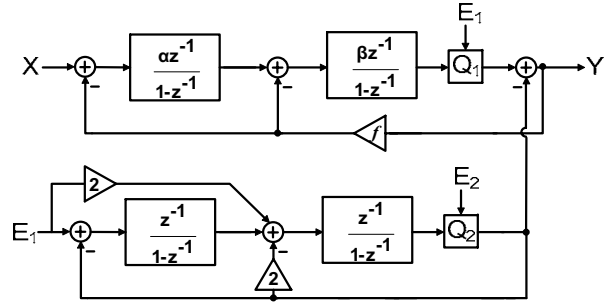 E₁
X
αz⁻¹
1-z⁻¹
βz⁻¹
1-z⁻¹
Q₁
Y
-
-
-
f
2
E₂
E₁
z⁻¹
1-z⁻¹
z⁻¹
1-z⁻¹
Q₂
-
-
2